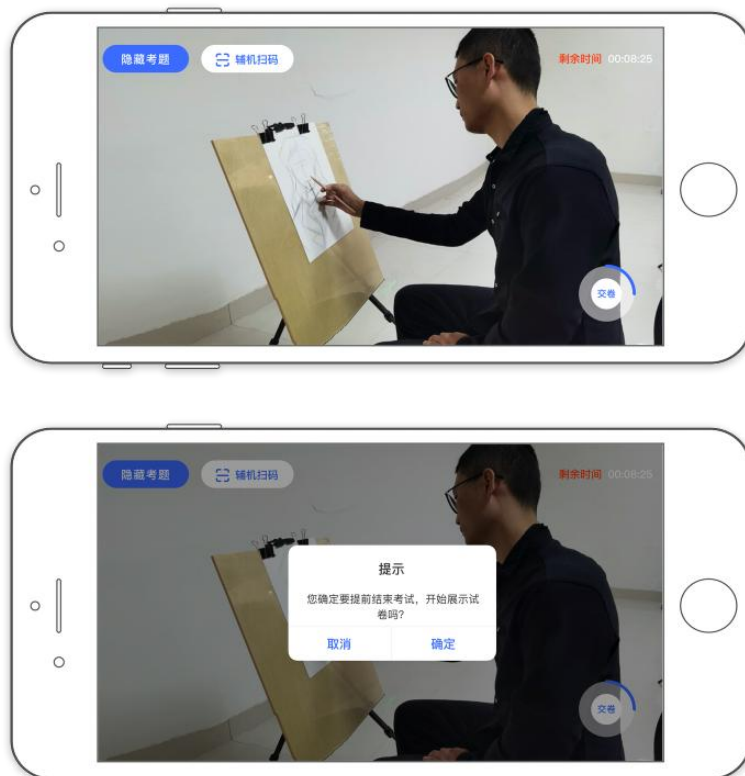 隐藏考题
辅机扫码
剩余时间 00:08:25
交卷
隐藏考题
辅机扫码
剩余时间 00:08:25
提示
您确定要提前结束考试，开始展示试
卷吗?
取消
确定
交卷